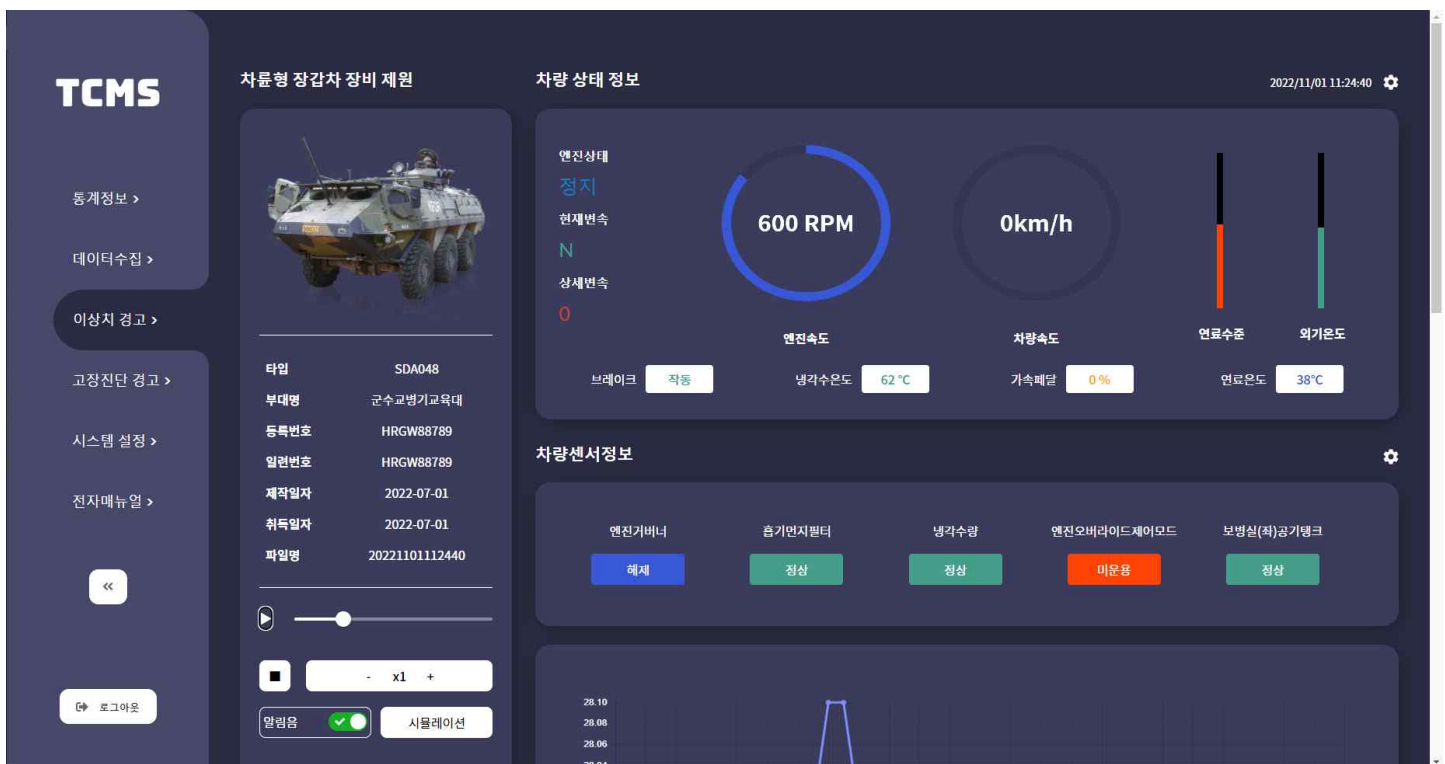 TCMS
통계정보 >
데이터수집 >
이상치 경고 >
고장진단 경고 >
시스템 설정 >
전자매뉴얼 >
«
로그아웃
차륜형 장갑차 장비 제원
타입 SDA048
부대명 군수교병기교육대
등록번호 HRGW88789
일련번호 HRGW88789
제작일자 2022-07-01
취득일자 2022-07-01
파일명 20221101112440
- x1 +
알림음
시뮬레이션
차량 상태 정보
2022/11/01 11:24:40
엔진상태
정지
현재변속
N
상세변속
0
600 RPM
엔진속도
0km/h
차량속도
연료수준
외기온도
브레이크 작동
냉각수온도 62 °C
가속페달 0 %
연료온도 38°C
차량센서정보
엔진거버너
해제
흡기먼지필터
정상
냉각수량
정상
엔진오버라이드제어모드
미운용
보병실(좌)공기탱크
정상
28.10
28.08
28.06